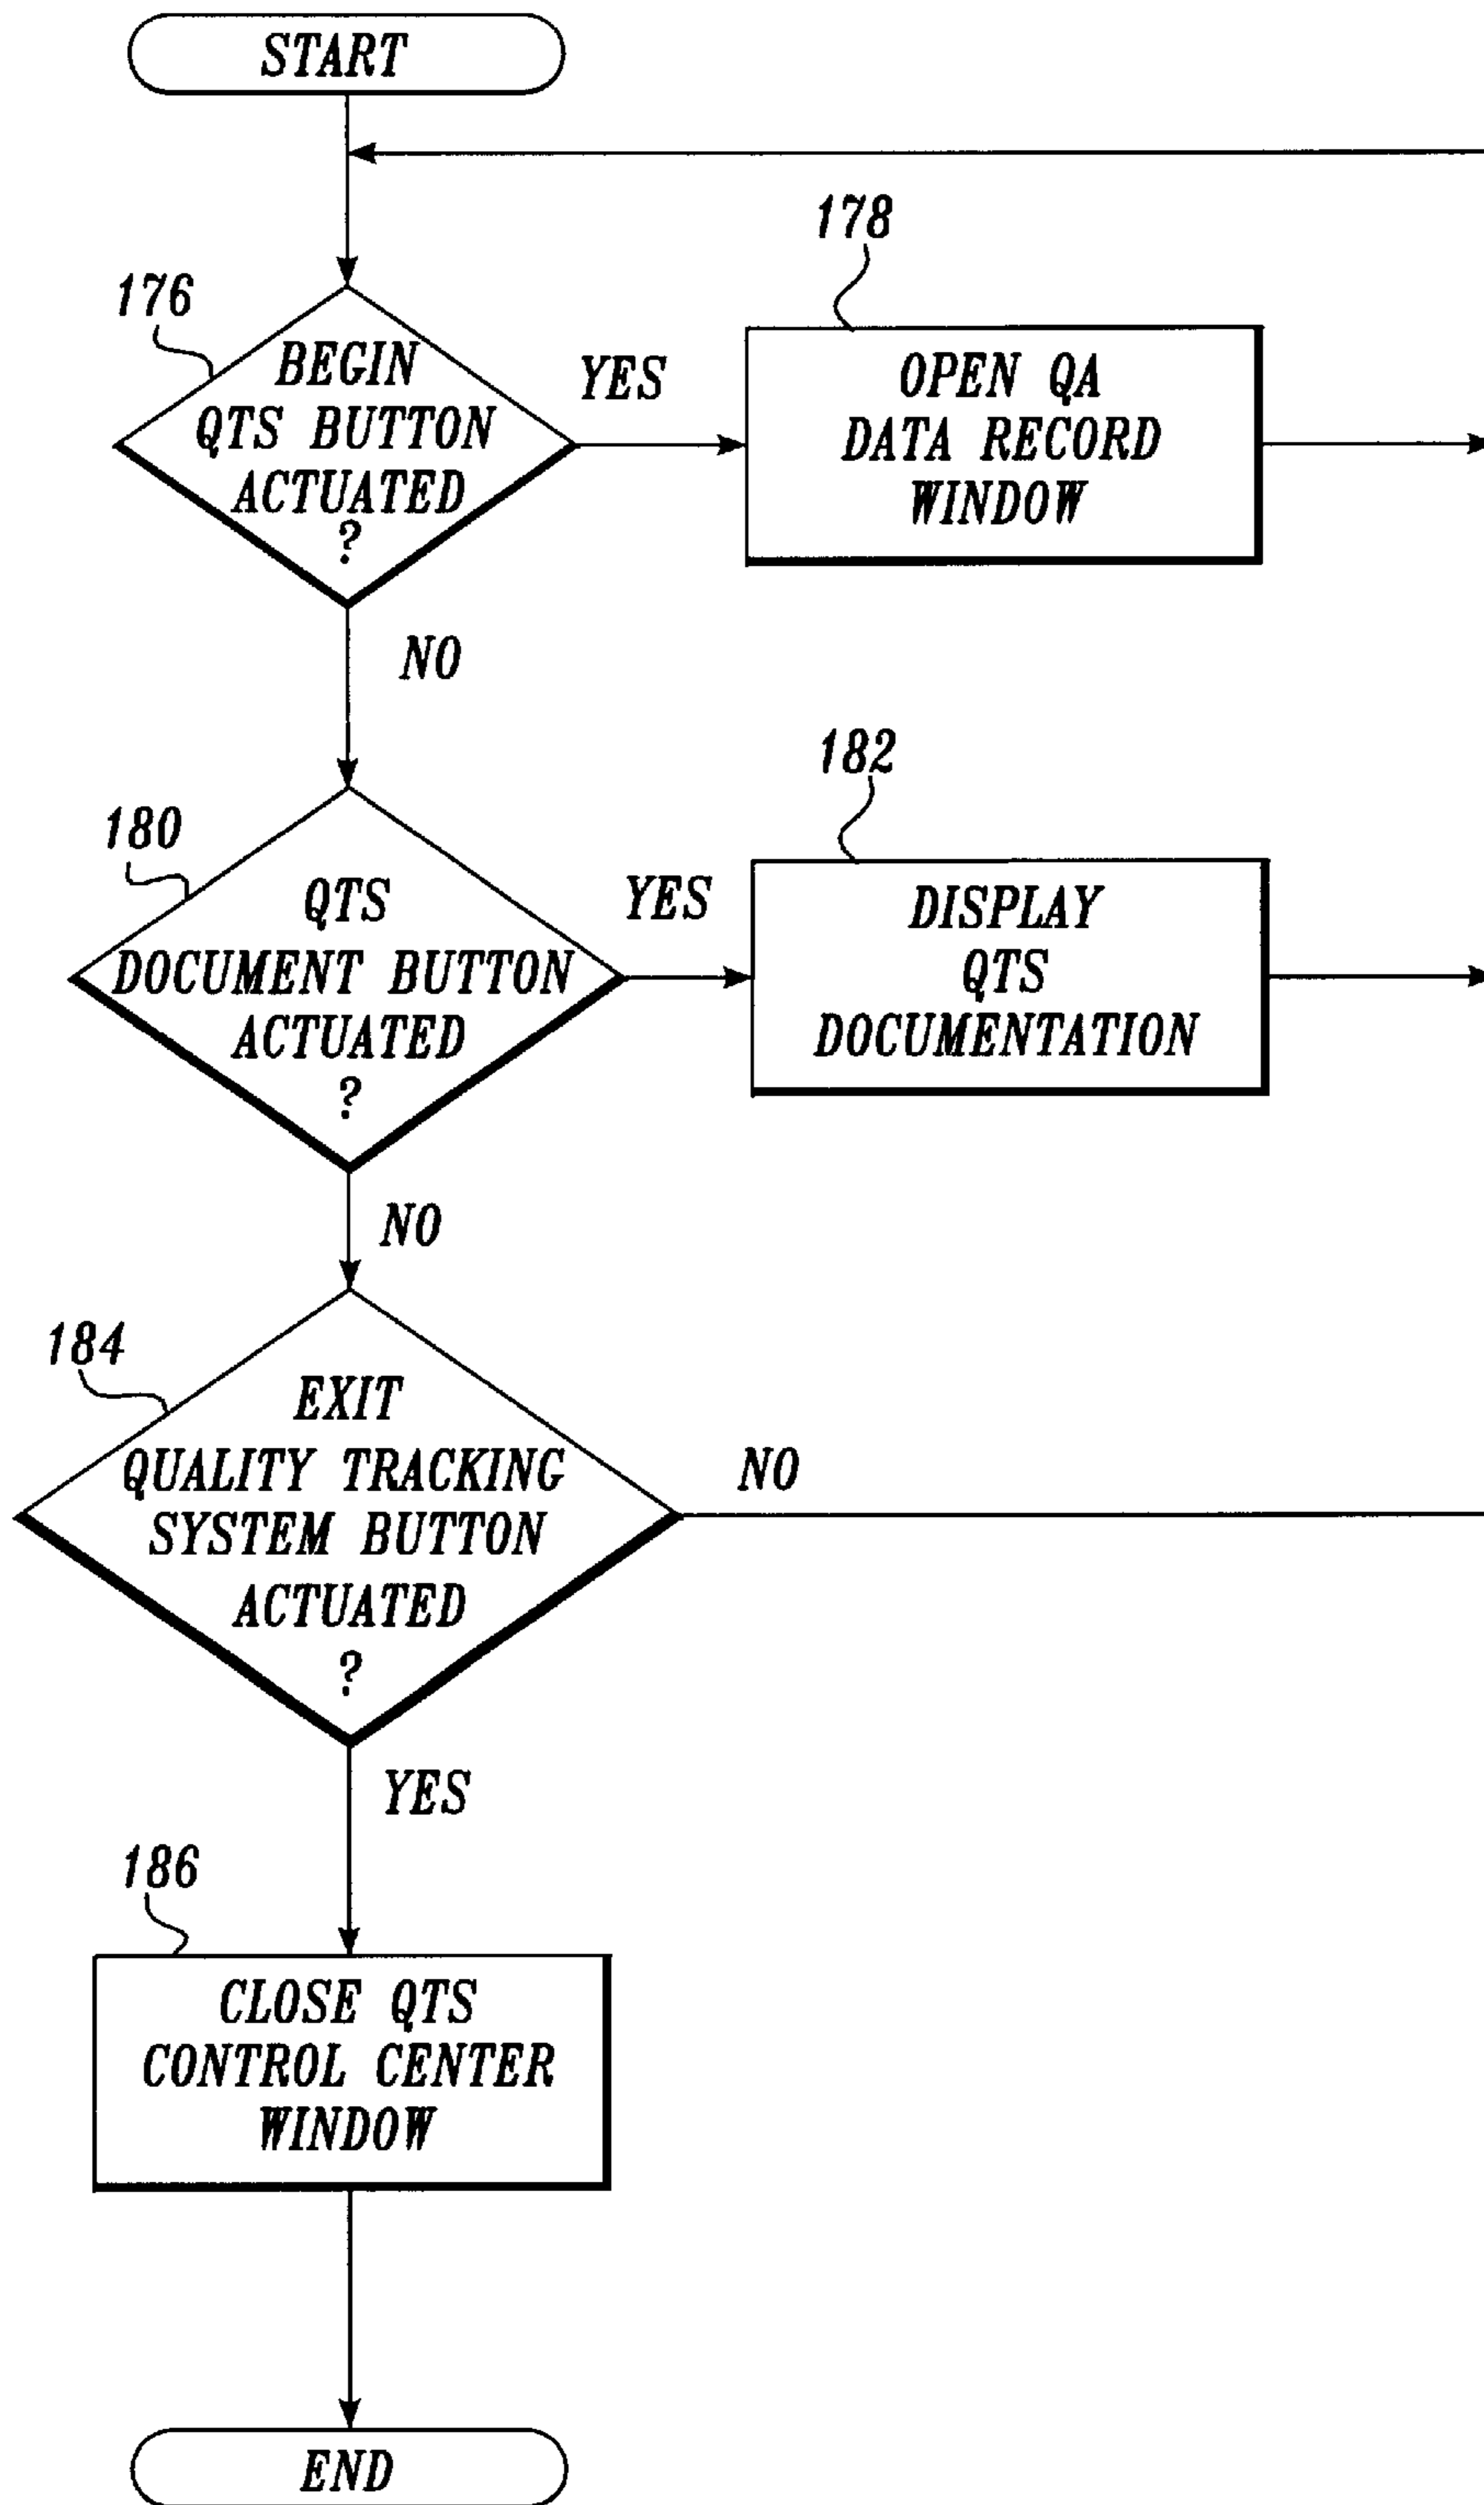 START
178
176
BEGIN
QTS BUTTON
ACTUATED
?
YES
OPEN QA
DATA RECORD
WINDOW
NO
182
180
QTS
DOCUMENT BUTTON
ACTUATED
?
YES
DISPLAY
QTS
DOCUMENTATION
NO
184
EXIT
QUALITY TRACKING
SYSTEM BUTTON
ACTUATED
?
NO
YES
186
CLOSE QTS
CONTROL CENTER
WINDOW
END